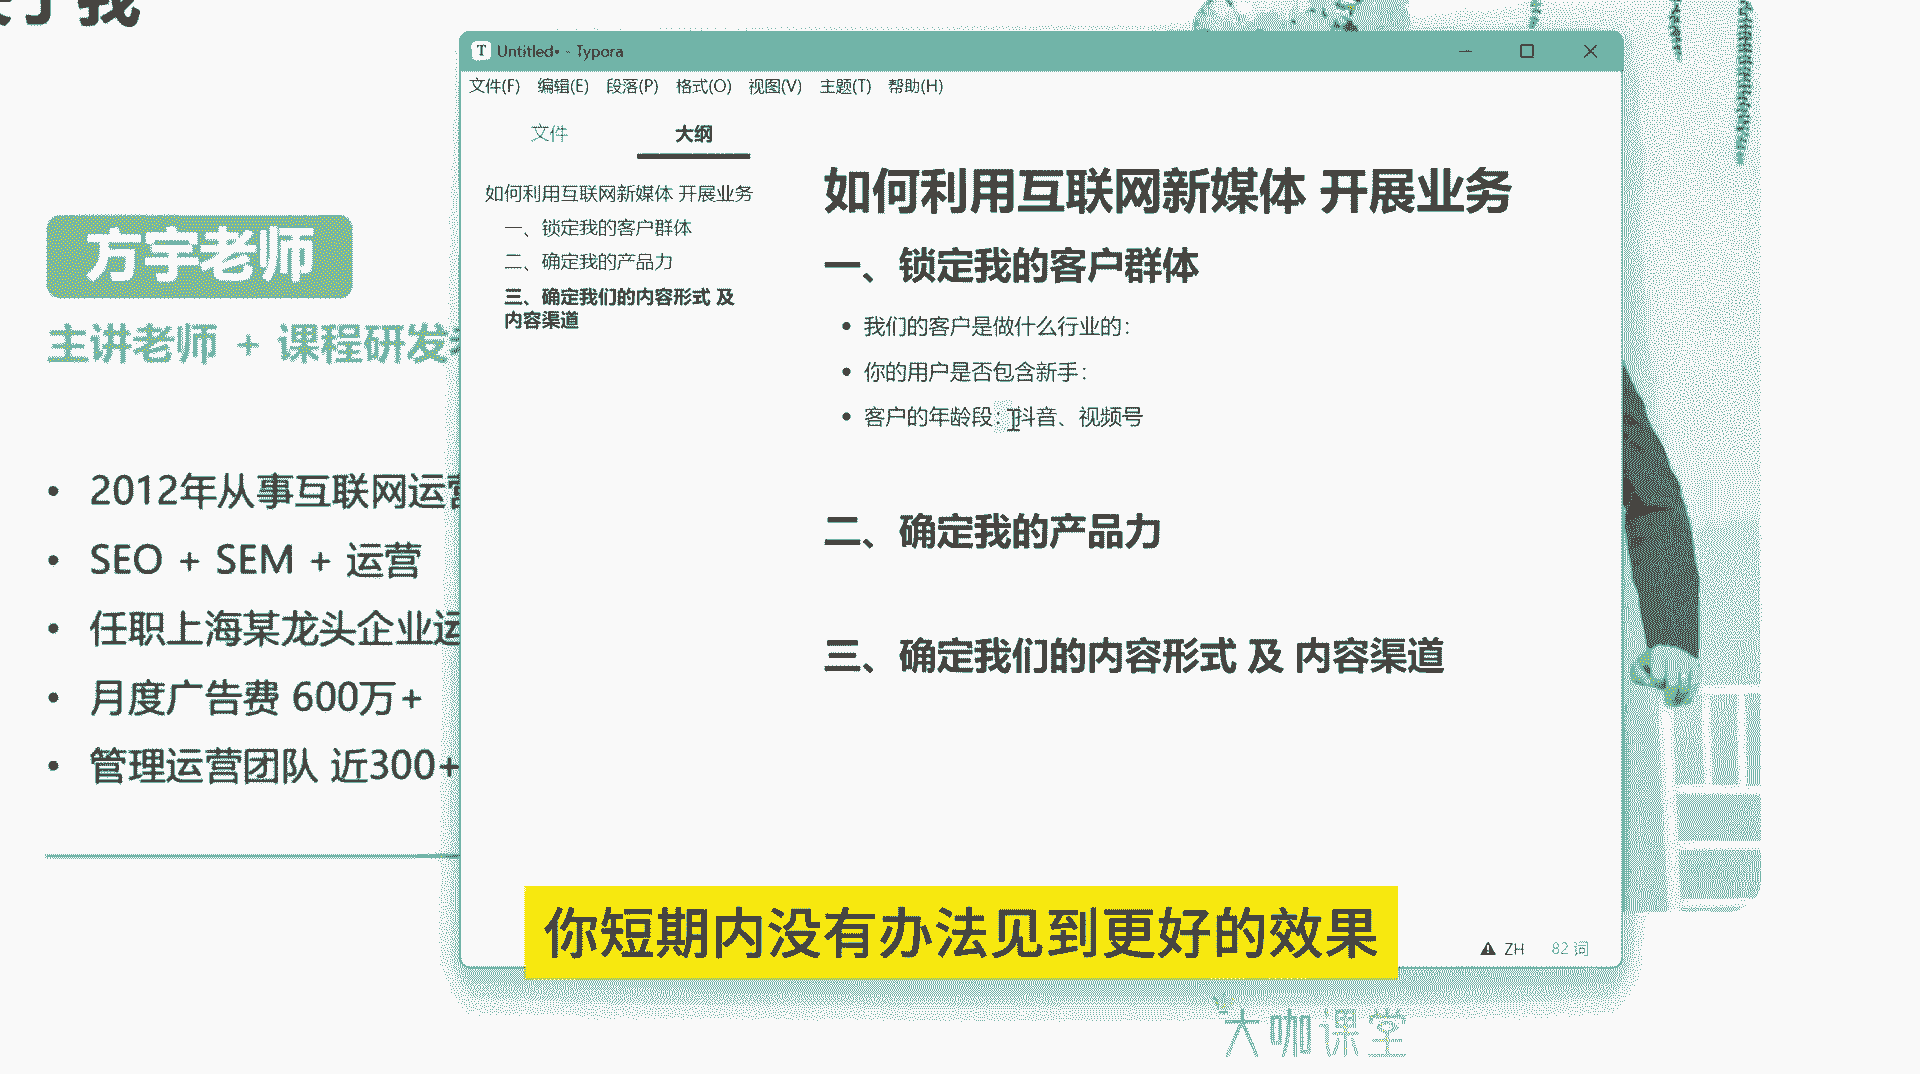 我
方宇老师
主讲老师 + 课程研发
2012年从事互联网运营
SEO + SEM + 运营
任职上海某龙头企业运
月度广告费 600万+
管理运营团队 近300+
Untitled• - Typora
文件(F) 编辑(E) 段落(P) 格式(O) 视图(V) 主题(T) 帮助(H)
文件 大纲
如何利用互联网新媒体 开展业务
一、锁定我的客户群体
二、确定我的产品力
三、确定我们的内容形式 及
内容渠道
如何利用互联网新媒体 开展业务
一、锁定我的客户群体
我们的客户是做什么行业的：
你的用户是否包含新手：
客户的年龄段：抖音、视频号
二、确定我的产品力
三、确定我们的内容形式 及 内容渠道
ZH 82 词
你短期内没有办法见到更好的效果
大咖课堂